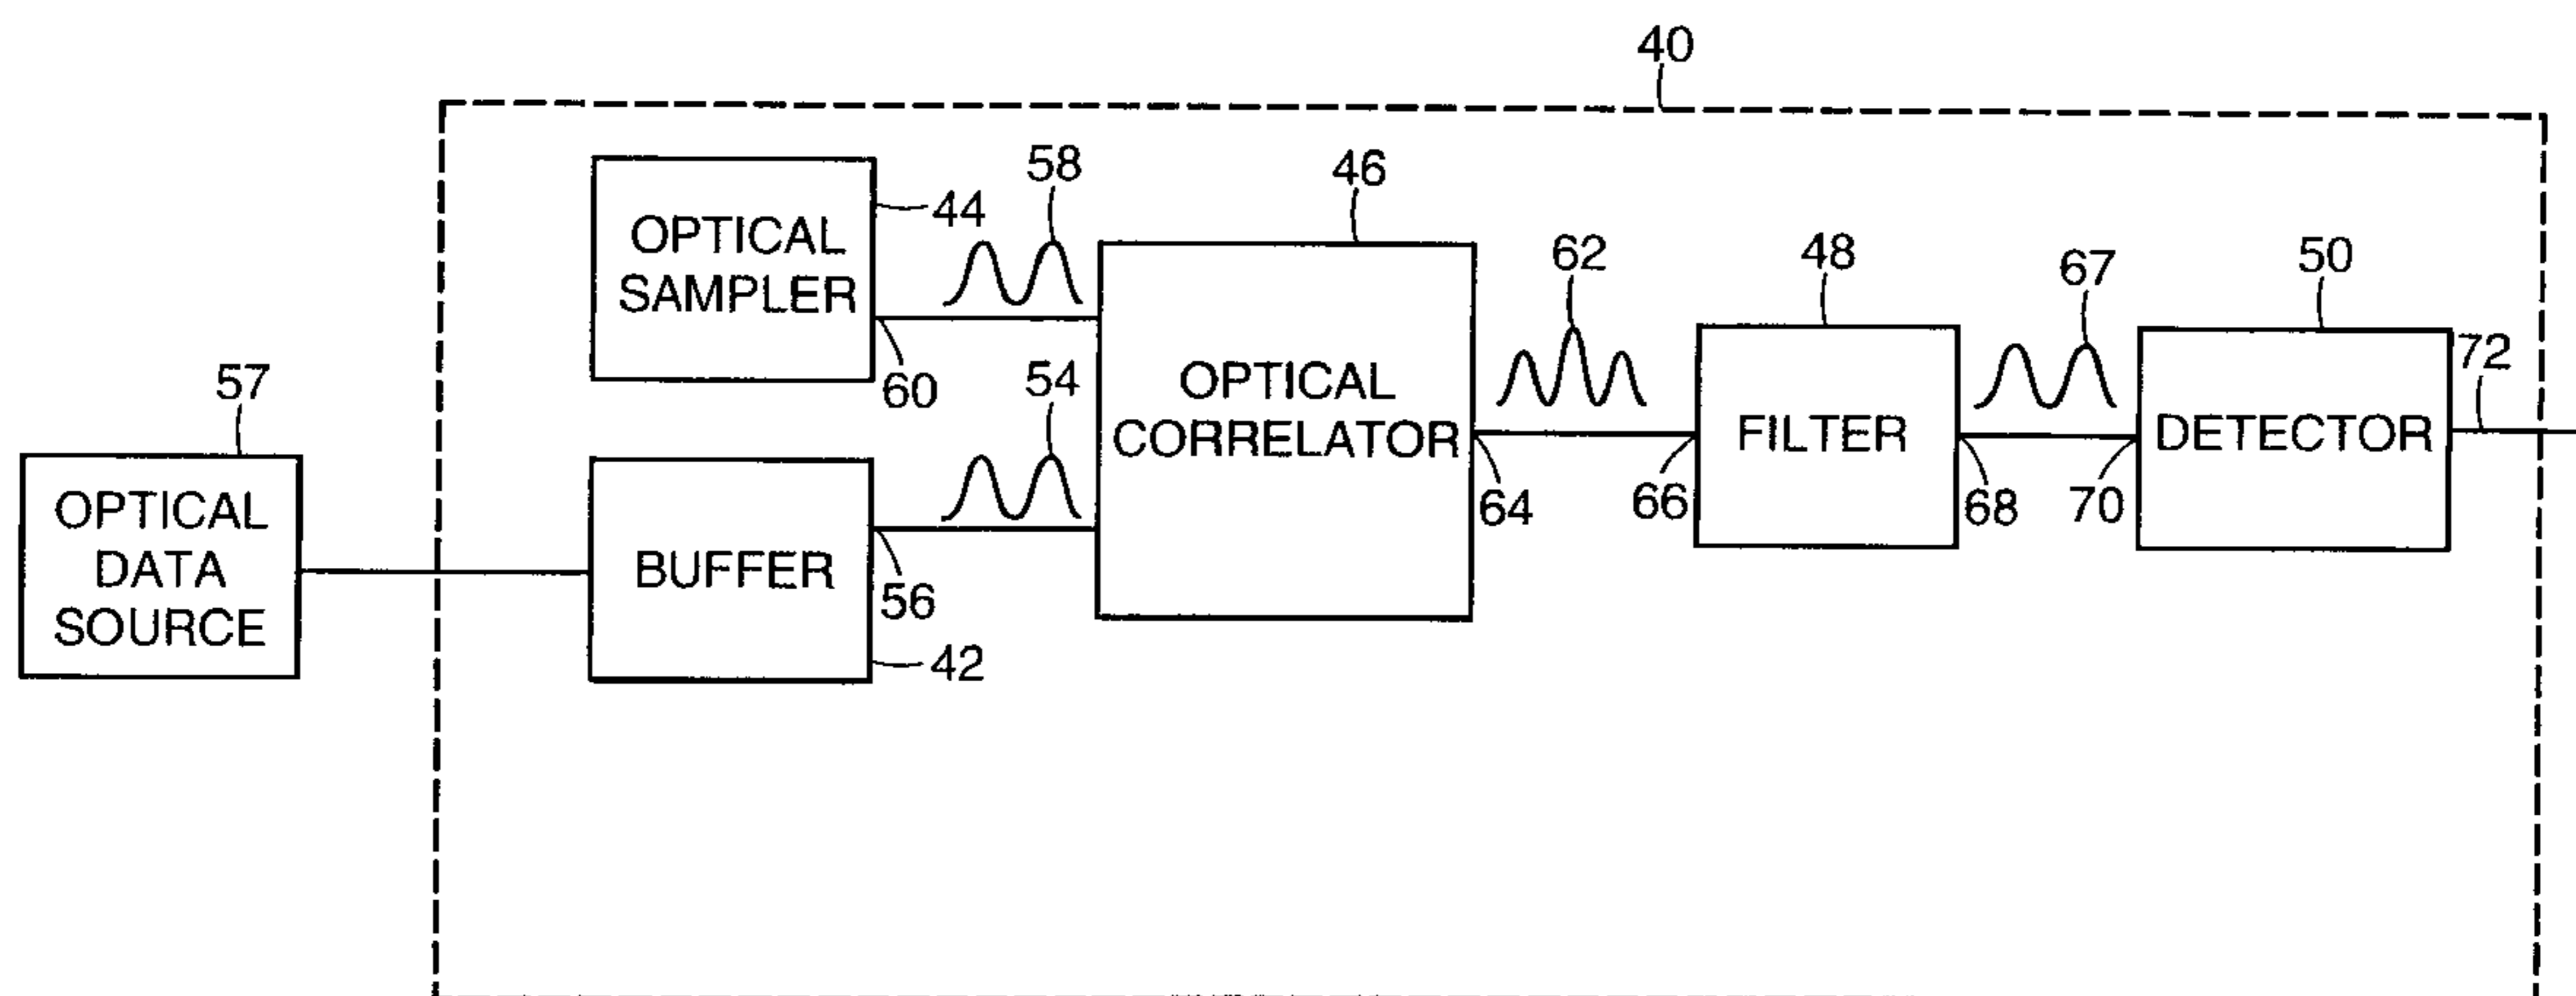 40
58
46
44
OPTICAL
SAMPLER
62
48
67
50
72
60
54
57
OPTICAL
CORRELATOR
FILTER
DETECTOR
64
66
68
70
OPTICAL
DATA
SOURCE
BUFFER
56
42